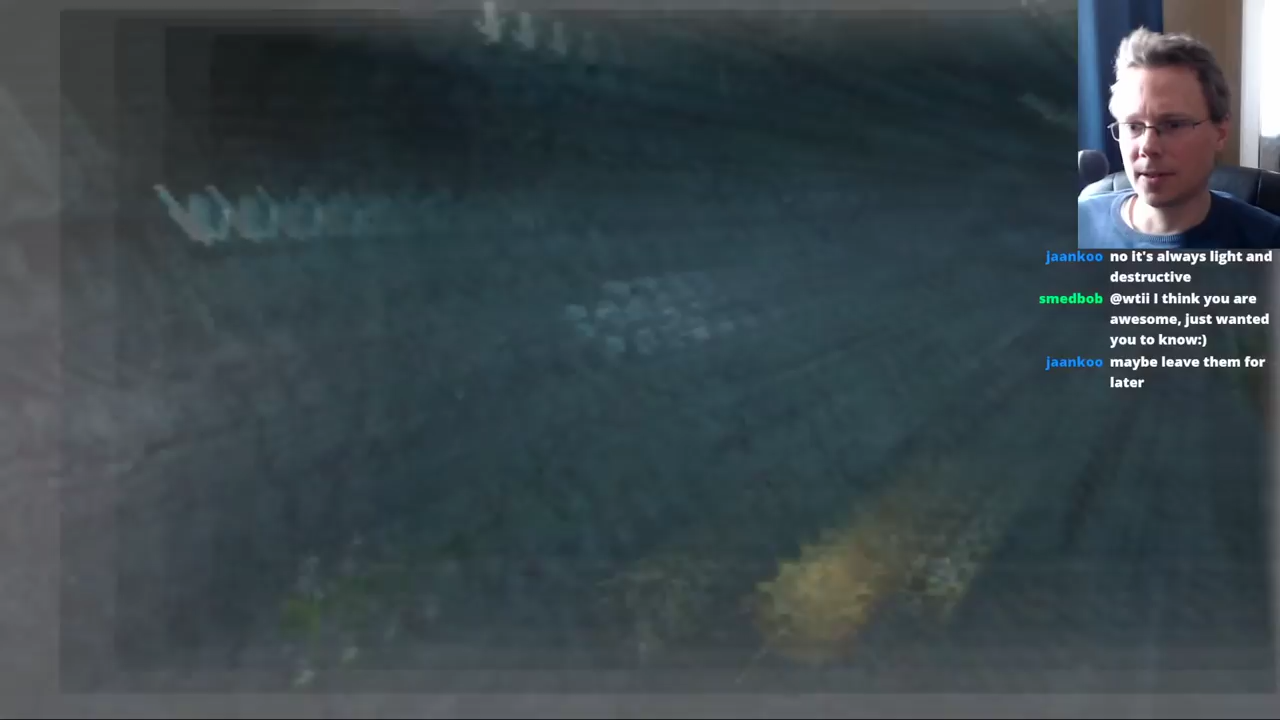 jaankoo no it's always light and
destructive
smedbob @wtii I think you are
awesome, just wanted
you to know:)
jaankoo maybe leave them for
later